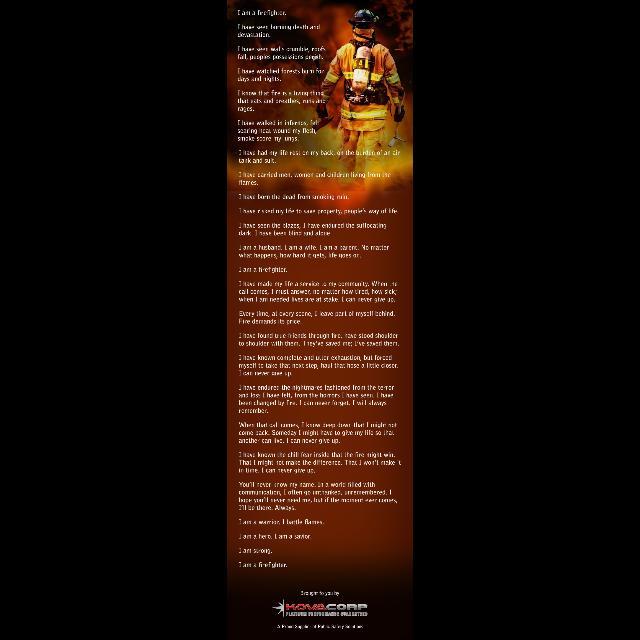 I am a firefighter.
I have seen burning death and
devastation.
I have seen walls crumble, roofs
fall, peoples possessions perish.
I have watched forests burn for
days and nights.
I know that fire is a living thing
that eats and breathes, runs and
rages.
I have walked in infernos, felt
searing heat wound my flesh,
smoke score my lungs.
I have had my life rest on my back, on the burden of an air
tank and suit.
I have carried men, women and children living from the
flames.
I have born the dead from smoking ruin.
I have risked my life to save property, people's way of life.
I have seen the blazes, I have endured the suffocating
dark. I have been blind and alone
I am a husband. I am a wife. I am a parent. No matter
what happens, how hard it gets, life goes on.
I am a firefighter.
I have made my life a service to my community. When the
call comes, I must answer, no matter how tired, how sick;
when I am needed lives are at stake. I can never give up.
Every time, at every scene, I leave part of myself behind.
Fire demands its price.
I have found true friends through fire, have stood shoulder
to shoulder with them. They've saved me; I've saved them.
I have known complete and utter exhaustion, but forced
myself to take that next step, haul that hose a little closer.
I can never give up.
I have endured the nightmares fashioned from the terror
and loss I have felt, from the horrors I have seen. I have
been changed by fire. I can never forget. I will always
remember.
When that call comes, I know deep down that I might not
come back. Someday I might have to give my life so that
another can live. I can never give up.
I have known the chill fear inside that the fire might win.
That I might not make the difference. That I won't make it
in time. I can never give up.
You'll never know my name. In a world filled with
communication, I often go unthanked, unremembered. I
hope you'll never need me, but if the moment ever comes,
I'll be there. Always.
I am a warrior. I battle flames.
I am a hero. I am a savior.
I am strong.
I am a firefighter.
Brought to you by
KOVACORP
PLATINUM PERFORMANCE GUARANTEED
A Proud Supplier of Public Safety Solutions